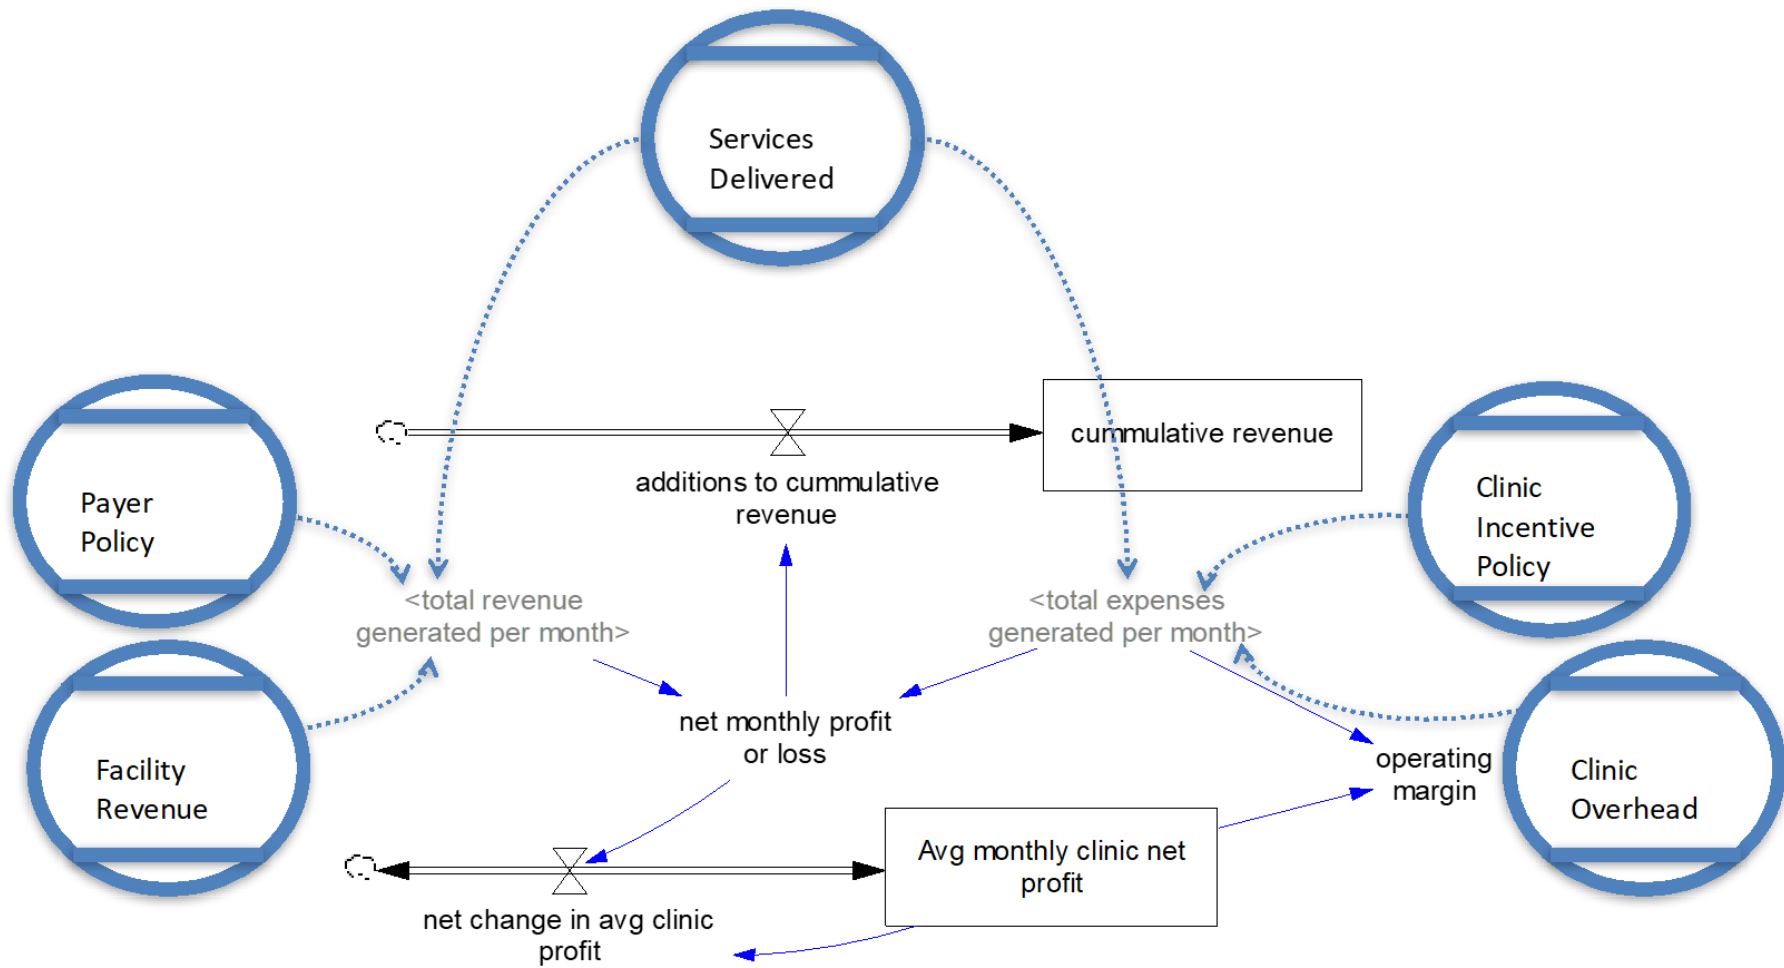 Services
Delivered
cummulative revenue
additions to cummulative
revenue
Payer
Policy
Clinic
Incentive
Policy
<total revenue
generated per month>
<total expenses
generated per month>
net monthly profit
or loss
operating
margin
Facility
Revenue
Clinic
Overhead
Avg monthly clinic net
profit
net change in avg clinic
profit